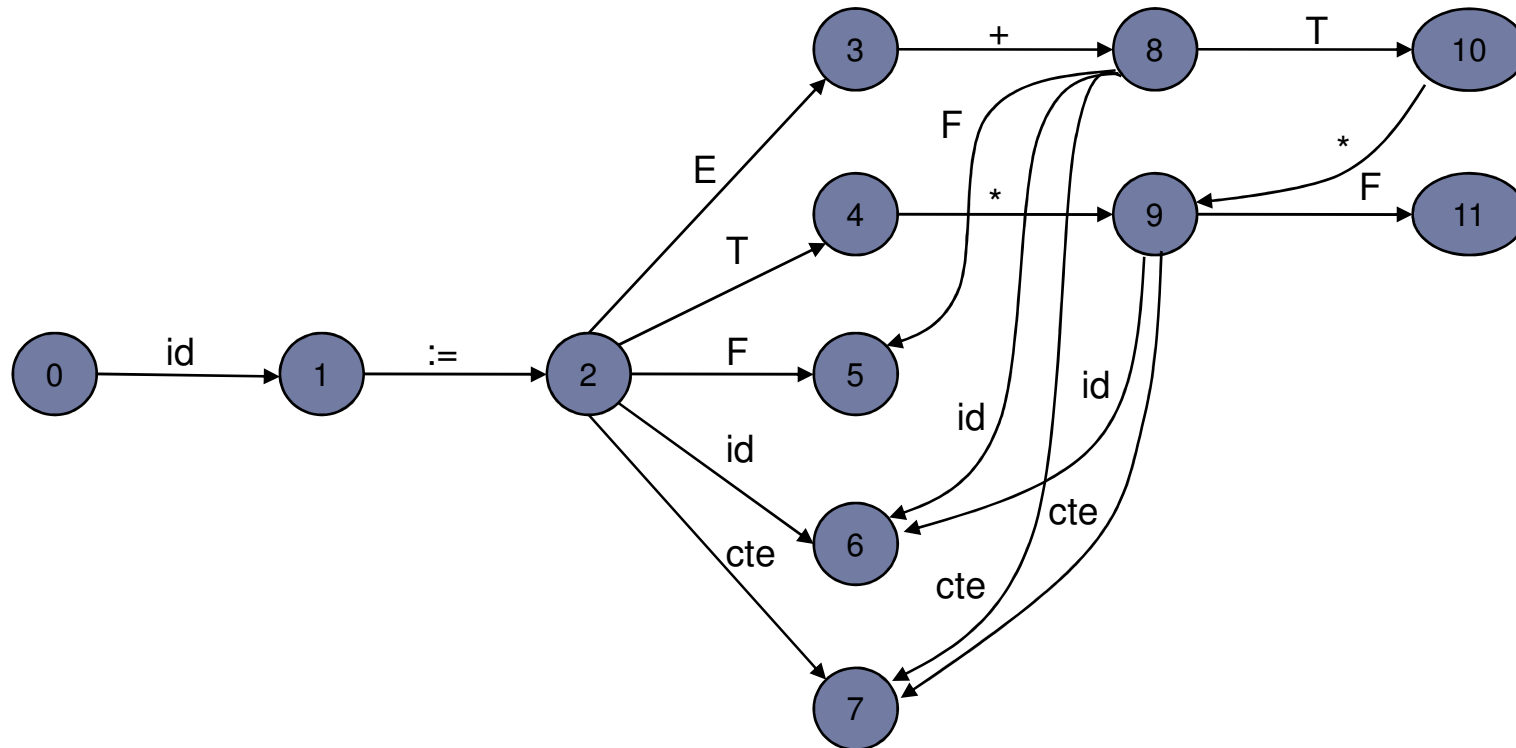 3 + 8 T 10
F
*
E
4 * 9 F 11
T
0 id 1 := 2 F 5
id
id
id
cte
6
cte
cte
7